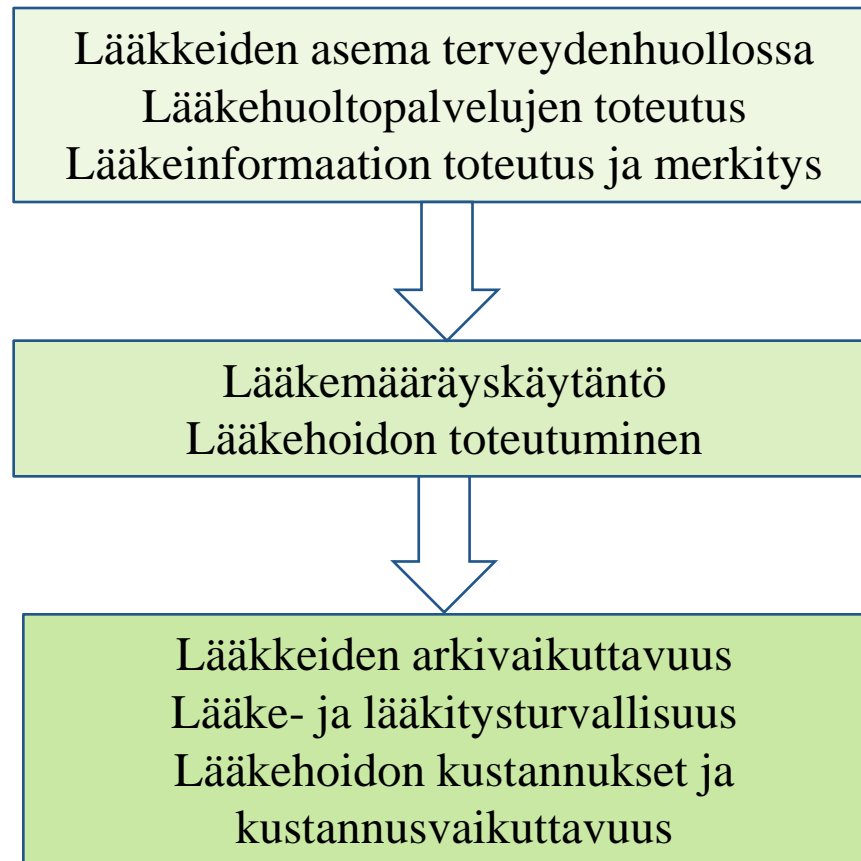 Lääkkeiden asema terveydenhuollossa
Lääkehuoltopalvelujen toteutus
Lääkeinformaation toteutus ja merkitys
Lääkemääräyskäytäntö
Lääkehoidon toteutuminen
Lääkkeiden arkivaikuttavuus
Lääke- ja lääkitysturvallisuus
Lääkehoidon kustannukset ja
kustannusvaikuttavuus